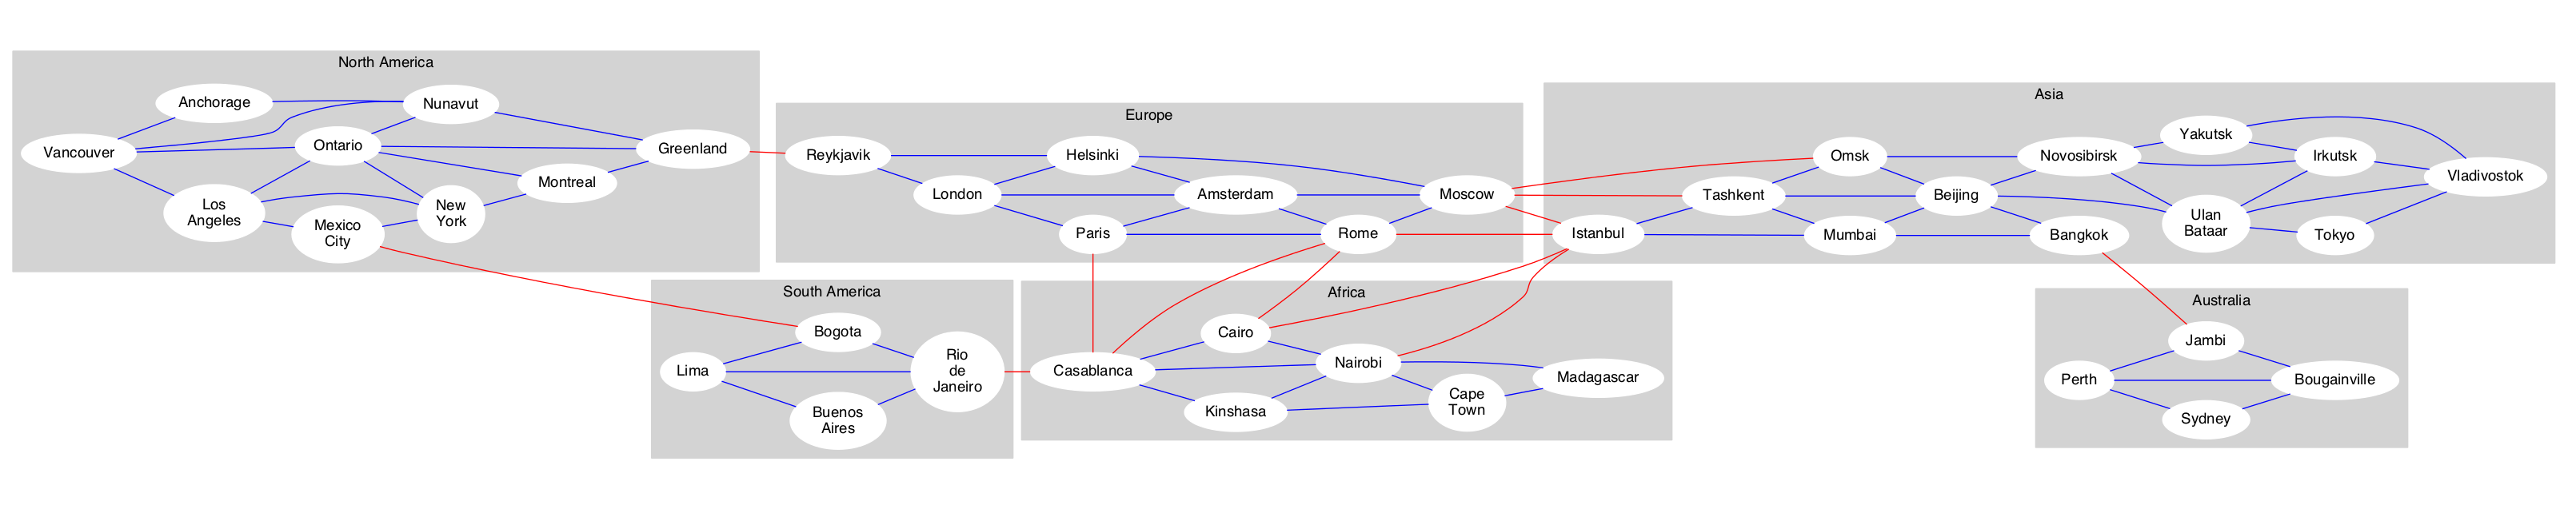 North America
Anchorage
Nunavut
Vancouver
Ontario
Greenland
Montreal
Los
Angeles
Mexico
City
New
York
Europe
Reykjavik
Helsinki
London
Amsterdam
Moscow
Paris
Rome
Asia
Omsk
Novosibirsk
Yakutsk
Irkutsk
Vladivostok
Tashkent
Beijing
Istanbul
Mumbai
Bangkok
Ulan
Bataar
Tokyo
South America
Bogota
Lima
Rio
de
Janeiro
Buenos
Aires
Africa
Cairo
Casablanca
Nairobi
Madagascar
Kinshasa
Cape
Town
Australia
Jambi
Perth
Bougainville
Sydney